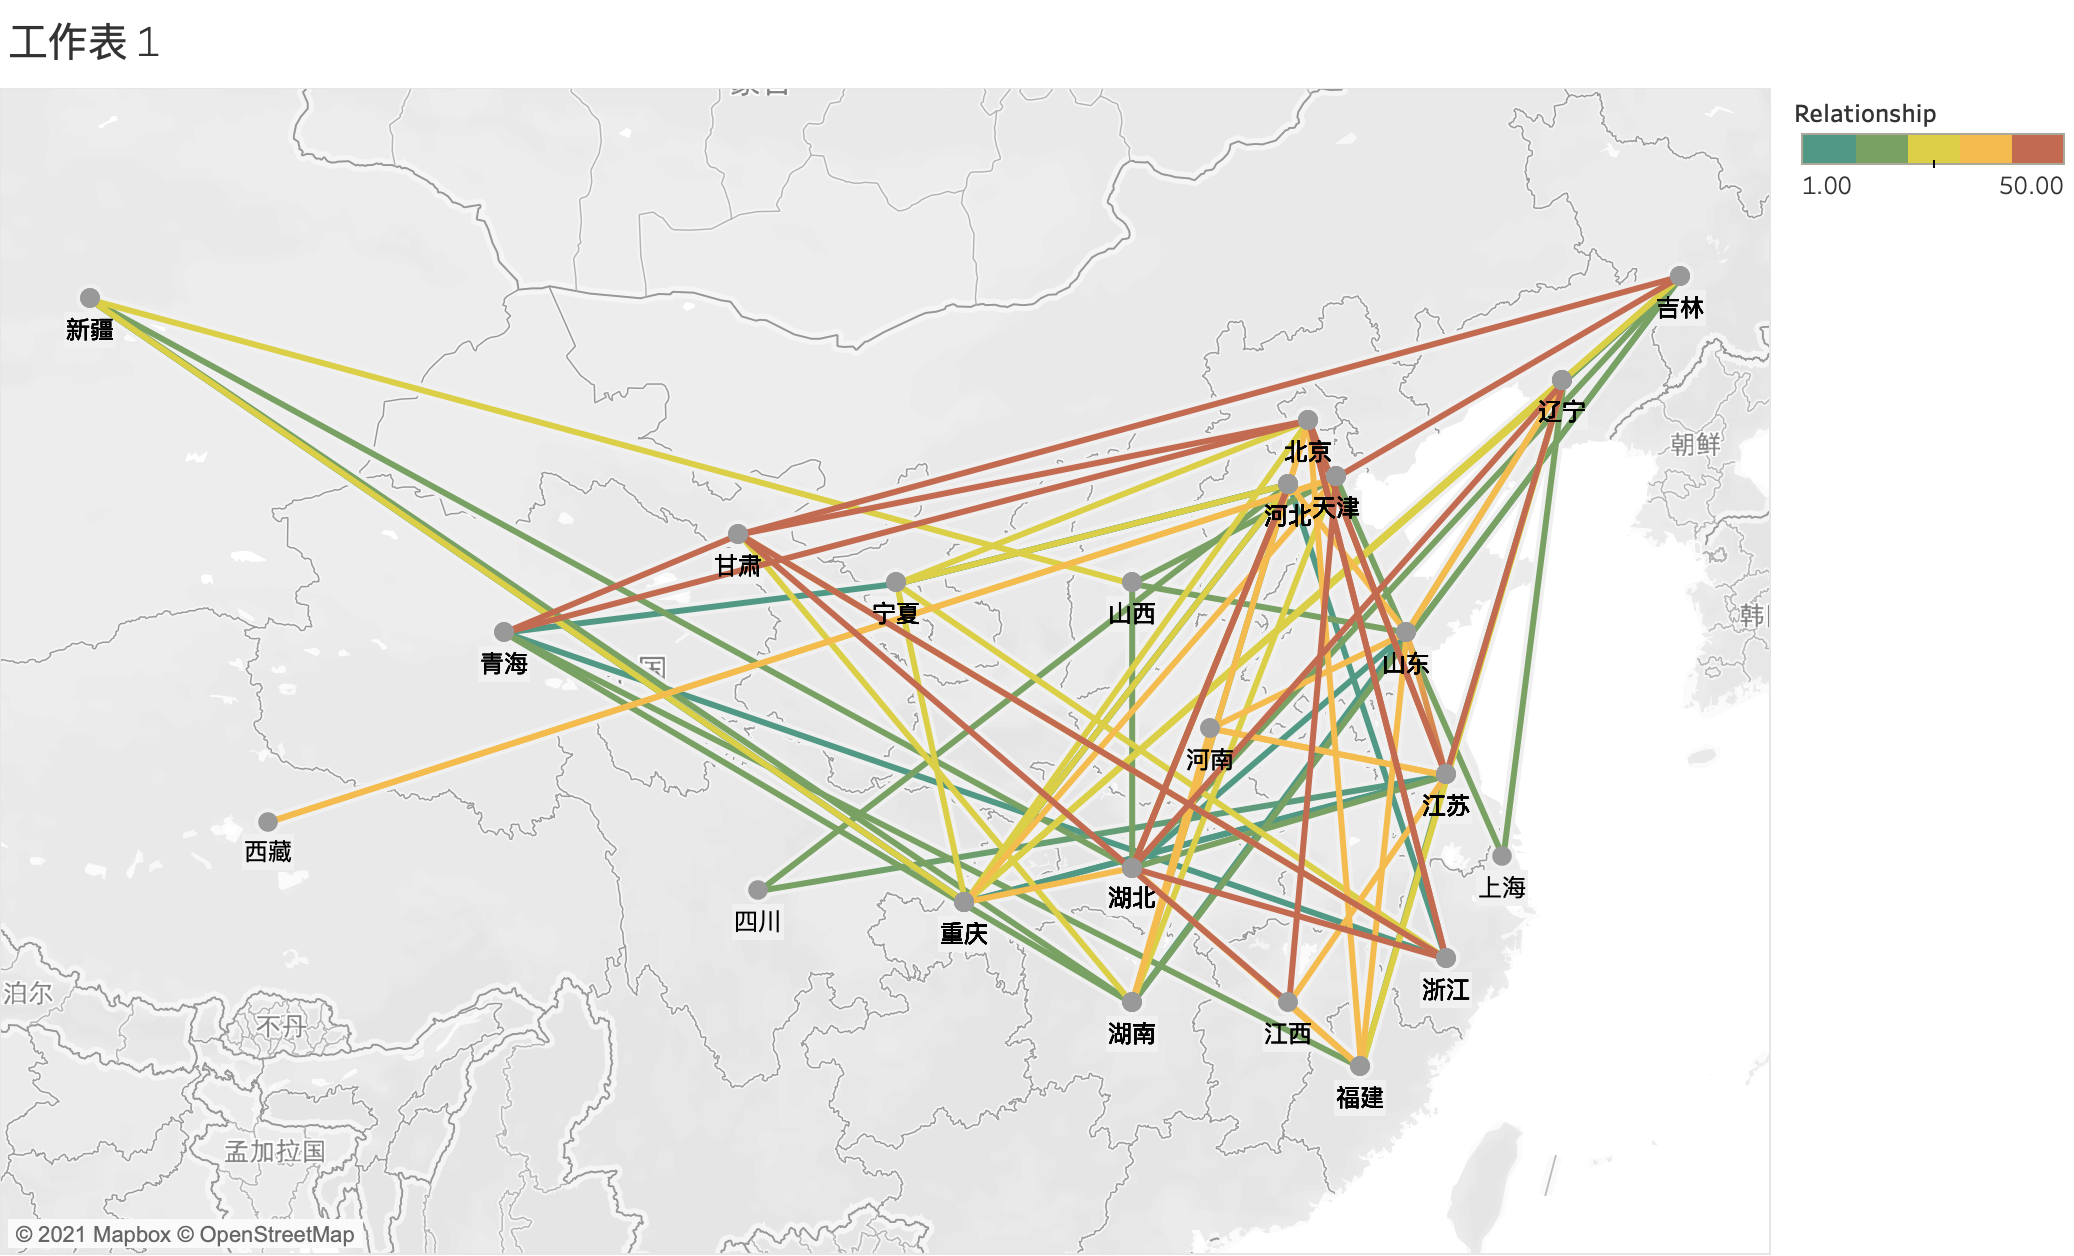 工作表 1
Relationship
1.00 50.00
吉林
新疆
辽宁
北京
朝鲜
河北
天津
甘肃
宁夏
山西
青海
国
山东
河南
江苏
西藏
上海
湖北
四川
重庆
浙江
泊尔
不丹
湖南
江西
福建
孟加拉国
© 2021 Mapbox © OpenStreetMap